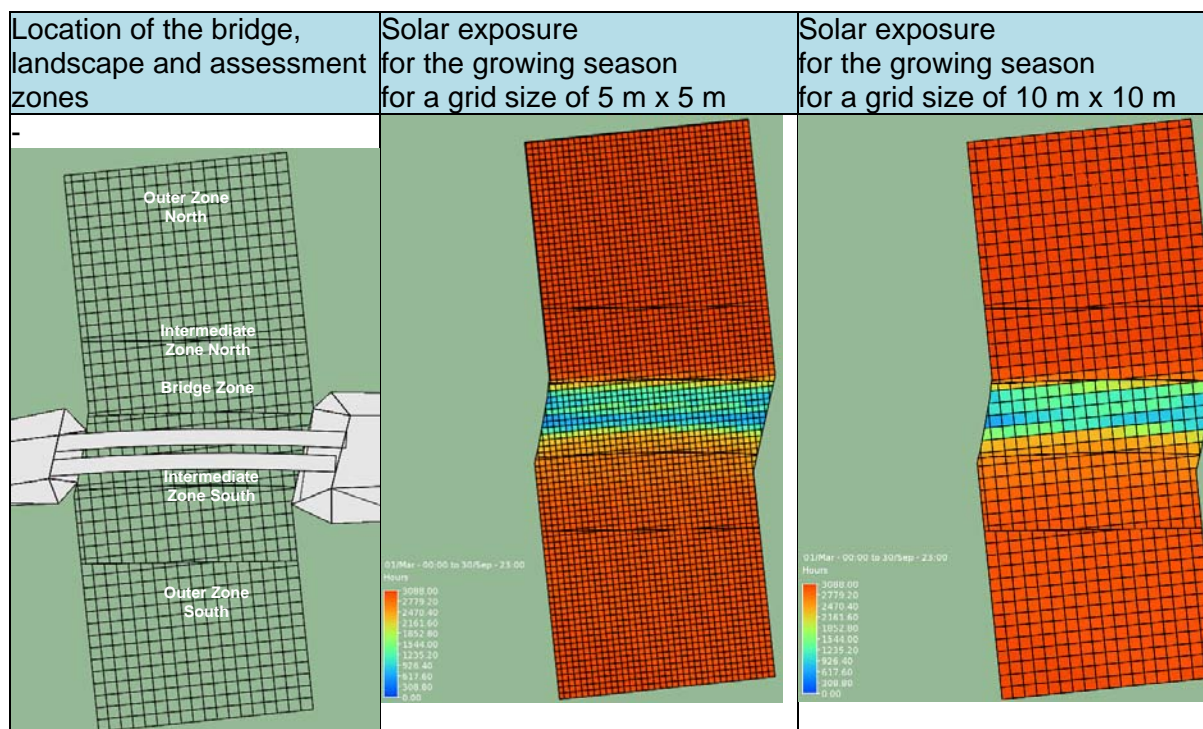 Location of the bridge,
landscape and assessment
zones
Solar exposure
for the growing season
for a grid size of 5 m x 5 m
Solar exposure
for the growing season
for a grid size of 10 m x 10 m
-
Outer Zone
North
Intermediate
Zone North
Bridge Zone
Intermediate
Zone South
Outer Zone
South
01/Mar - 00:00 to 30/Sep - 23:00
Hours
3088.00
2779.20
2470.40
2161.60
1852.80
1544.00
1235.20
926.40
617.60
308.80
0.00
01/Mar - 00:00 to 30/Sep - 23:00
Hours
3088.00
2779.20
2470.40
2161.60
1852.80
1544.00
1235.20
926.40
617.60
308.80
0.00